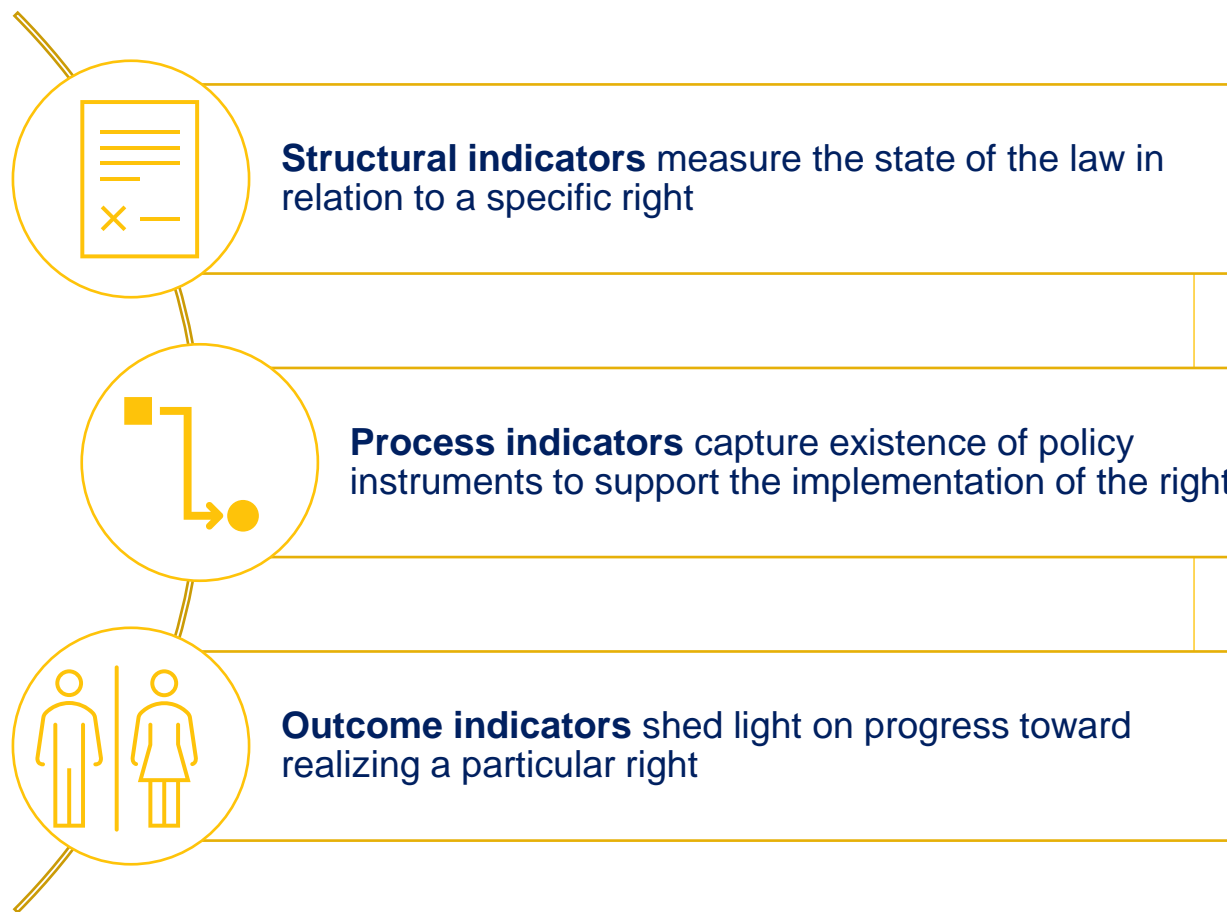 Structural indicators measure the state of the law in
relation to a specific right
Process indicators capture existence of policy
instruments to support the implementation of the right
Outcome indicators shed light on progress toward
realizing a particular right